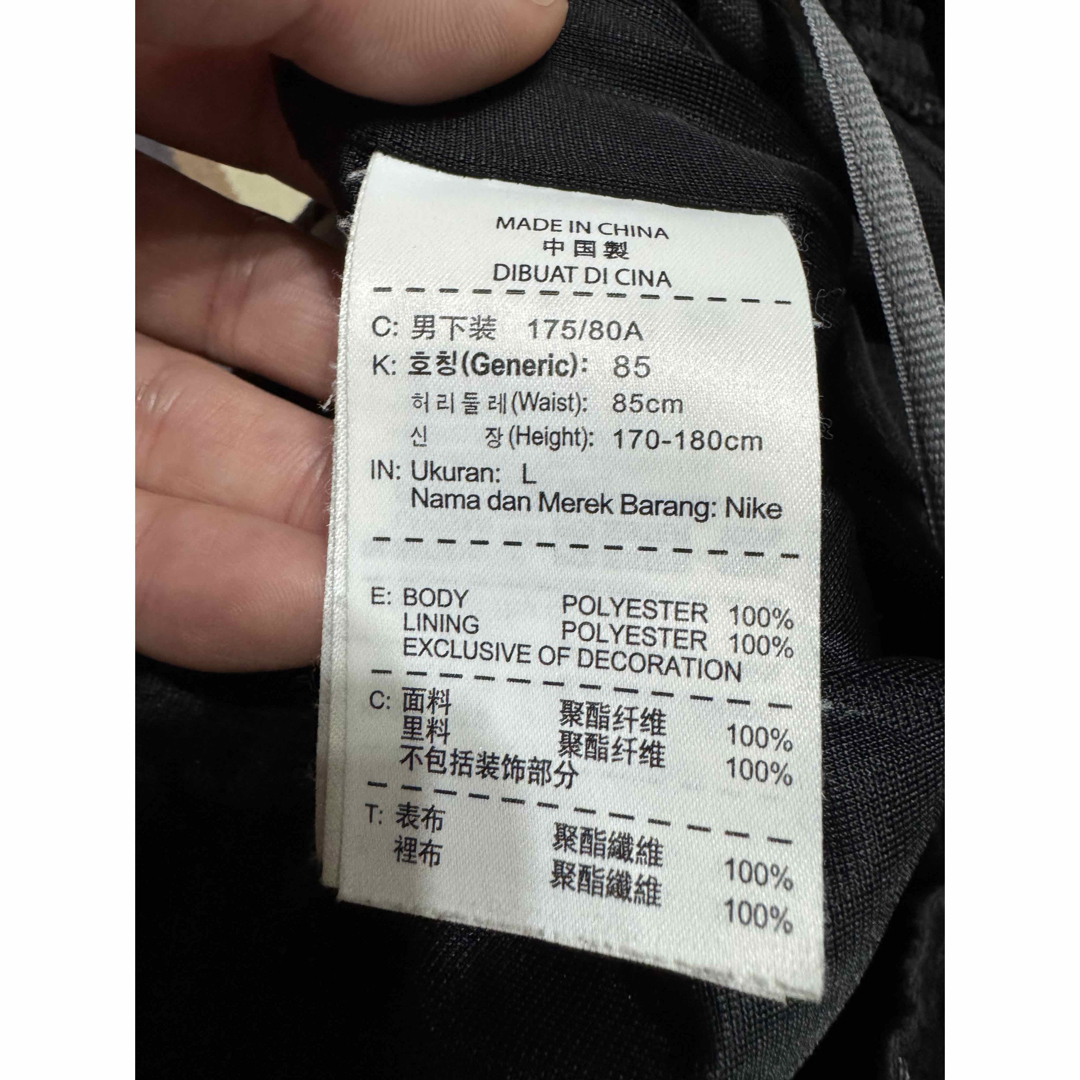 MADE IN CHINA
中国製
DIBUAT DI CINA
C: 男下装 175/80A
K: 호칭(Generic): 85
허리둘레(Waist): 85cm
신 장(Height): 170-180cm
IN: Ukuran: L
Nama dan Merek Barang: Nike
E: BODY POLYESTER 100%
LINING POLYESTER 100%
EXCLUSIVE OF DECORATION
C: 面料 聚酯纤维 100%
里料 聚酯纤维 100%
不包括装饰部分
T: 表布 聚酯纖維 100%
裡布 聚酯纖維 100%